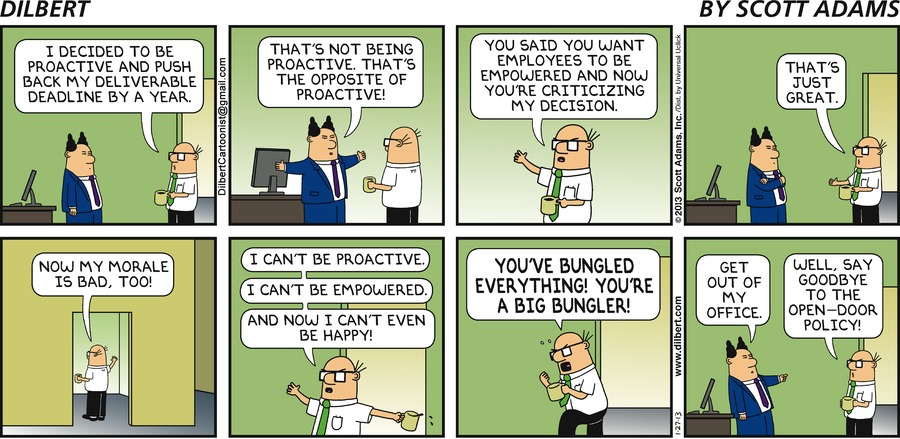 DILBERT
BY SCOTT ADAMS
I DECIDED TO BE
PROACTIVE AND PUSH
BACK MY DELIVERABLE
DEADLINE BY A YEAR.
DilbertCartoonist@gmail.com
THAT'S NOT BEING
PROACTIVE. THAT'S
THE OPPOSITE OF
PROACTIVE!
YOU SAID YOU WANT
EMPLOYEES TO BE
EMPOWERED AND NOW
YOU'RE CRITICIZING
MY DECISION.
©2013 Scott Adams, Inc./Dist. by Universal Uclick
THAT'S
JUST
GREAT.
NOW MY MORALE
IS BAD, TOO!
I CAN'T BE PROACTIVE.
I CAN'T BE EMPOWERED.
AND NOW I CAN'T EVEN
BE HAPPY!
YOU'VE BUNGLED
EVERYTHING! YOU'RE
A BIG BUNGLER!
www.dilbert.com
1-27-13
GET
OUT OF
MY
OFFICE.
WELL, SAY
GOODBYE
TO THE
OPEN-DOOR
POLICY!